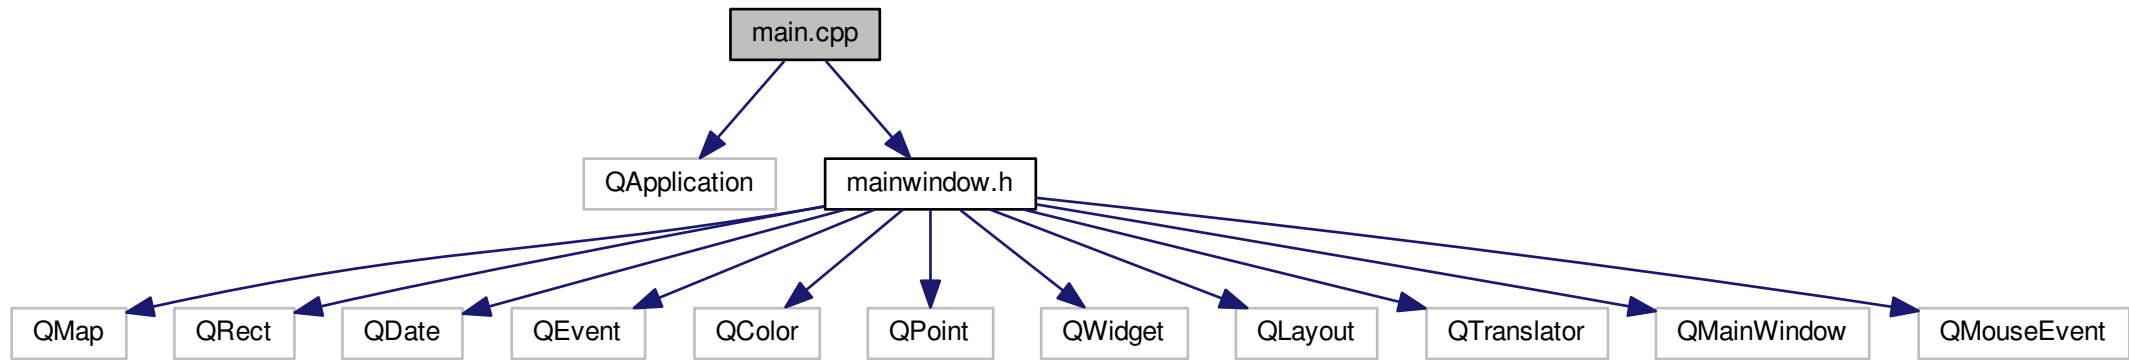 main.cpp
QApplication
mainwindow.h
QMap
QRect
QDate
QEvent
QColor
QPoint
QWidget
QLayout
QTranslator
QMainWindow
QMouseEvent